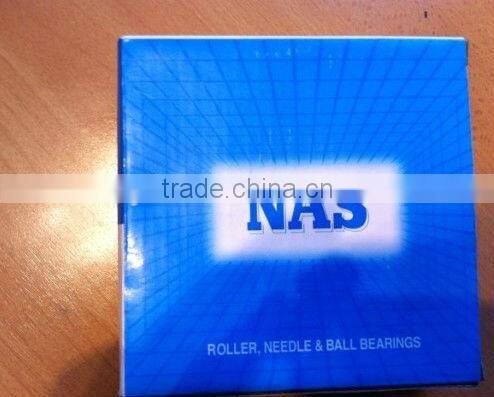 trade.china.cn
NAS
ROLLER, NEEDLE & BALL BEARINGS